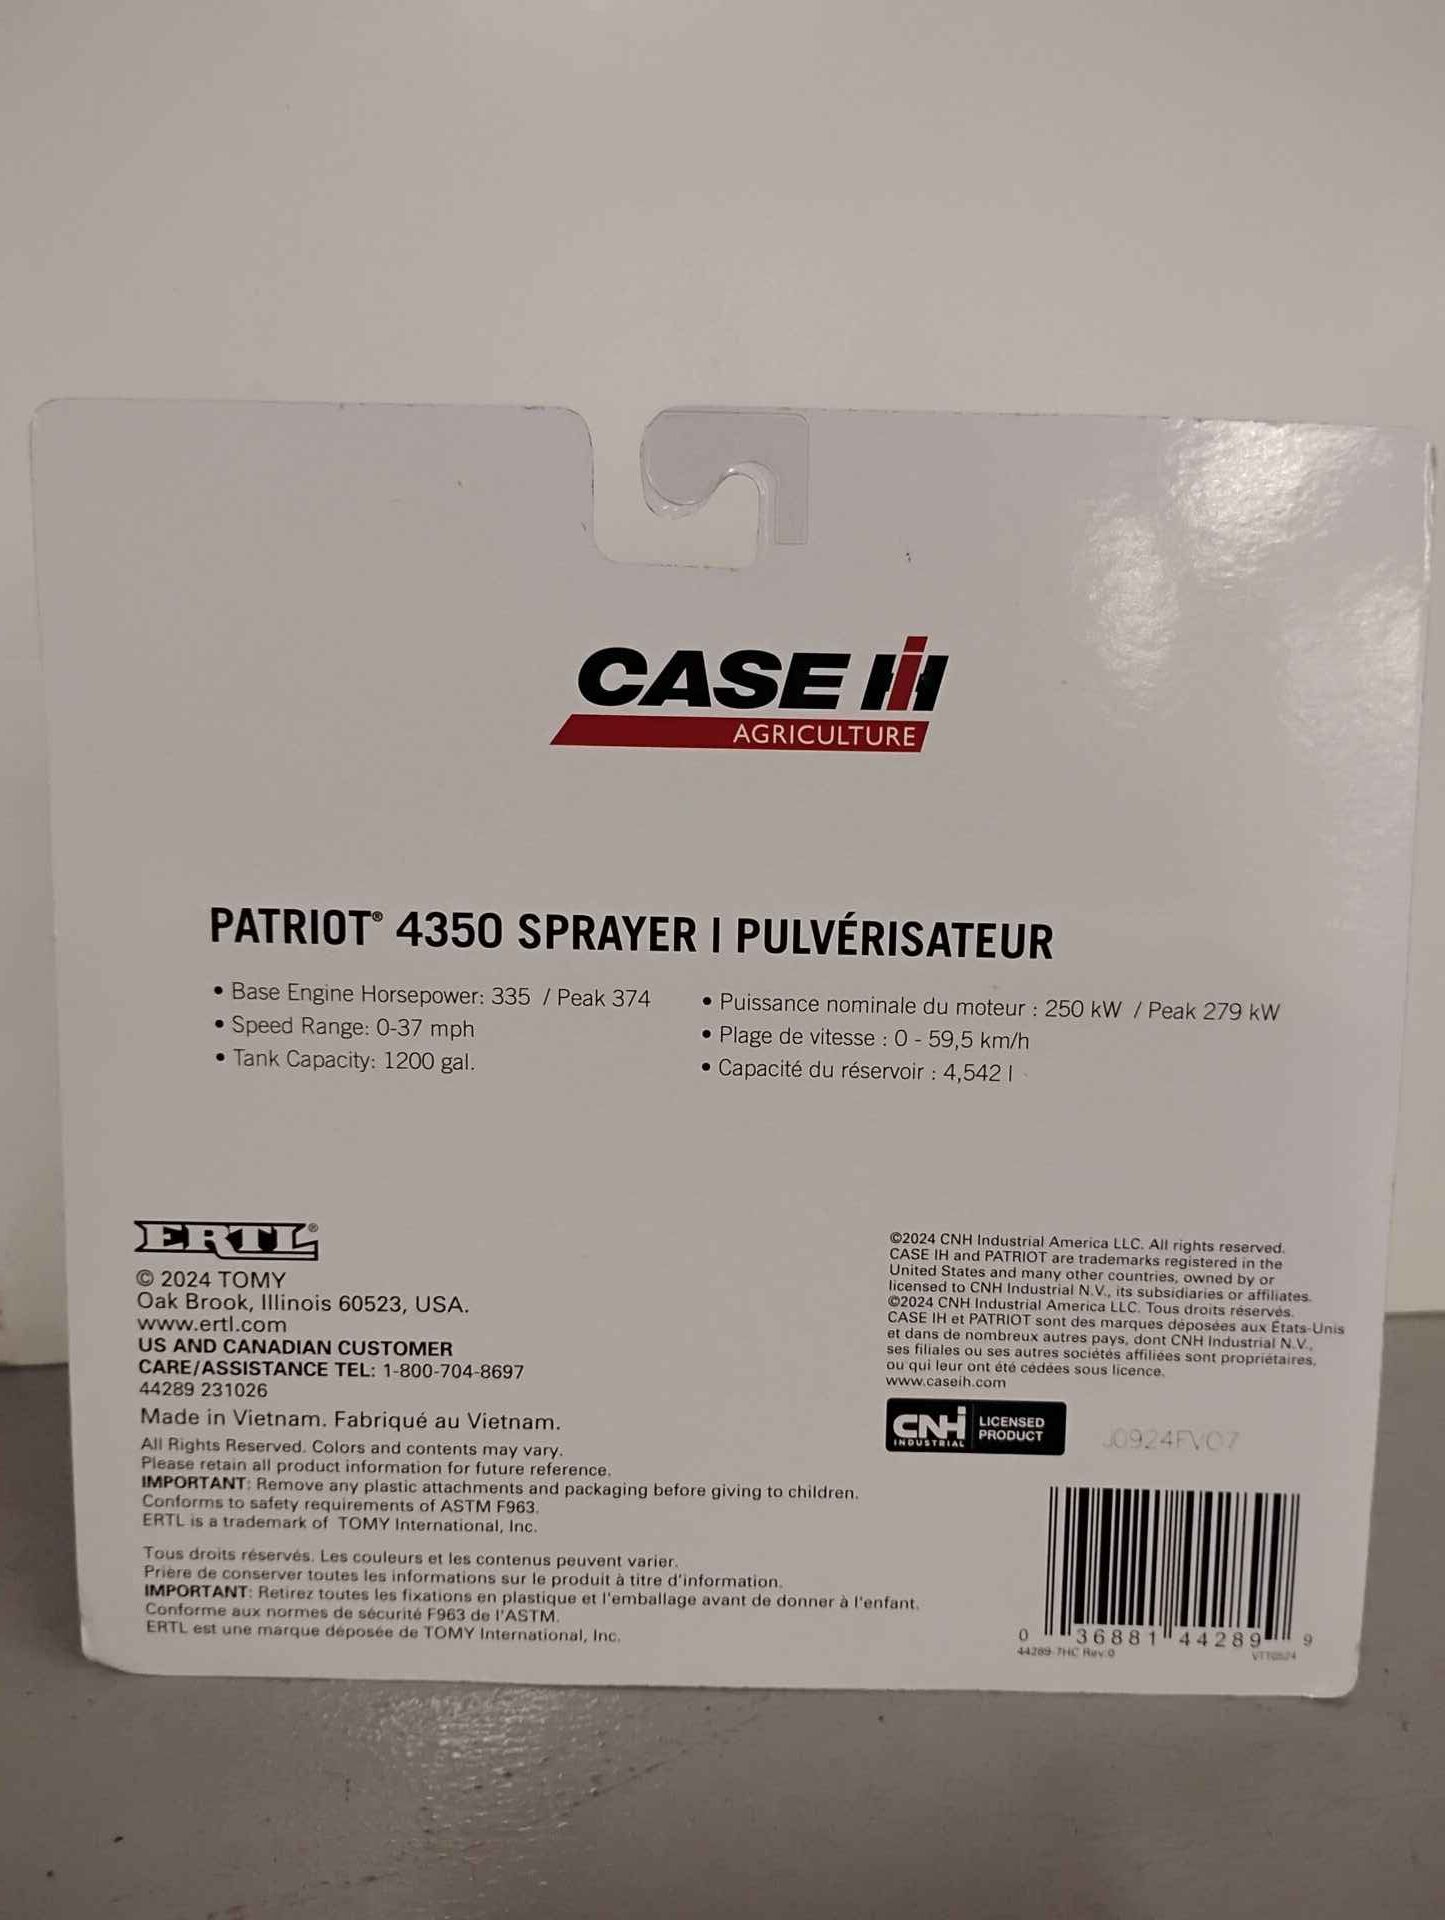 CASE IH
AGRICULTURE
PATRIOT® 4350 SPRAYER | PULVÉRISATEUR
• Base Engine Horsepower: 335 / Peak 374
• Speed Range: 0-37 mph
• Tank Capacity: 1200 gal.
• Puissance nominale du moteur : 250 kW / Peak 279 kW
• Plage de vitesse : 0 - 59,5 km/h
• Capacité du réservoir : 4,542 l
ERTL®
© 2024 TOMY
Oak Brook, Illinois 60523, USA.
www.ertl.com
US AND CANADIAN CUSTOMER
CARE/ASSISTANCE TEL: 1-800-704-8697
44289 231026
Made in Vietnam. Fabriqué au Vietnam.
All Rights Reserved. Colors and contents may vary.
Please retain all product information for future reference.
IMPORTANT: Remove any plastic attachments and packaging before giving to children.
Conforms to safety requirements of ASTM F963.
ERTL is a trademark of TOMY International, Inc.
Tous droits réservés. Les couleurs et les contenus peuvent varier.
Prière de conserver toutes les informations sur le produit à titre d'information.
IMPORTANT: Retirez toutes les fixations en plastique et l'emballage avant de donner à l'enfant.
Conforme aux normes de sécurité F963 de l'ASTM.
ERTL est une marque déposée de TOMY International, Inc.
©2024 CNH Industrial America LLC. All rights reserved.
CASE IH and PATRIOT are trademarks registered in the
United States and many other countries, owned by or
licensed to CNH Industrial N.V., its subsidiaries or affiliates.
©2024 CNH Industrial America LLC. Tous droits réservés.
CASE IH et PATRIOT sont des marques déposées aux États-Unis
et dans de nombreux autres pays, dont CNH Industrial N.V.,
ses filiales ou ses autres sociétés affiliées sont propriétaires,
ou qui leur ont été cédées sous licence.
www.caseih.com
CNH
INDUSTRIAL
LICENSED
PRODUCT
J0924FV07
0 36881 44289 9
44289-7HC Rev:0
VTT0524